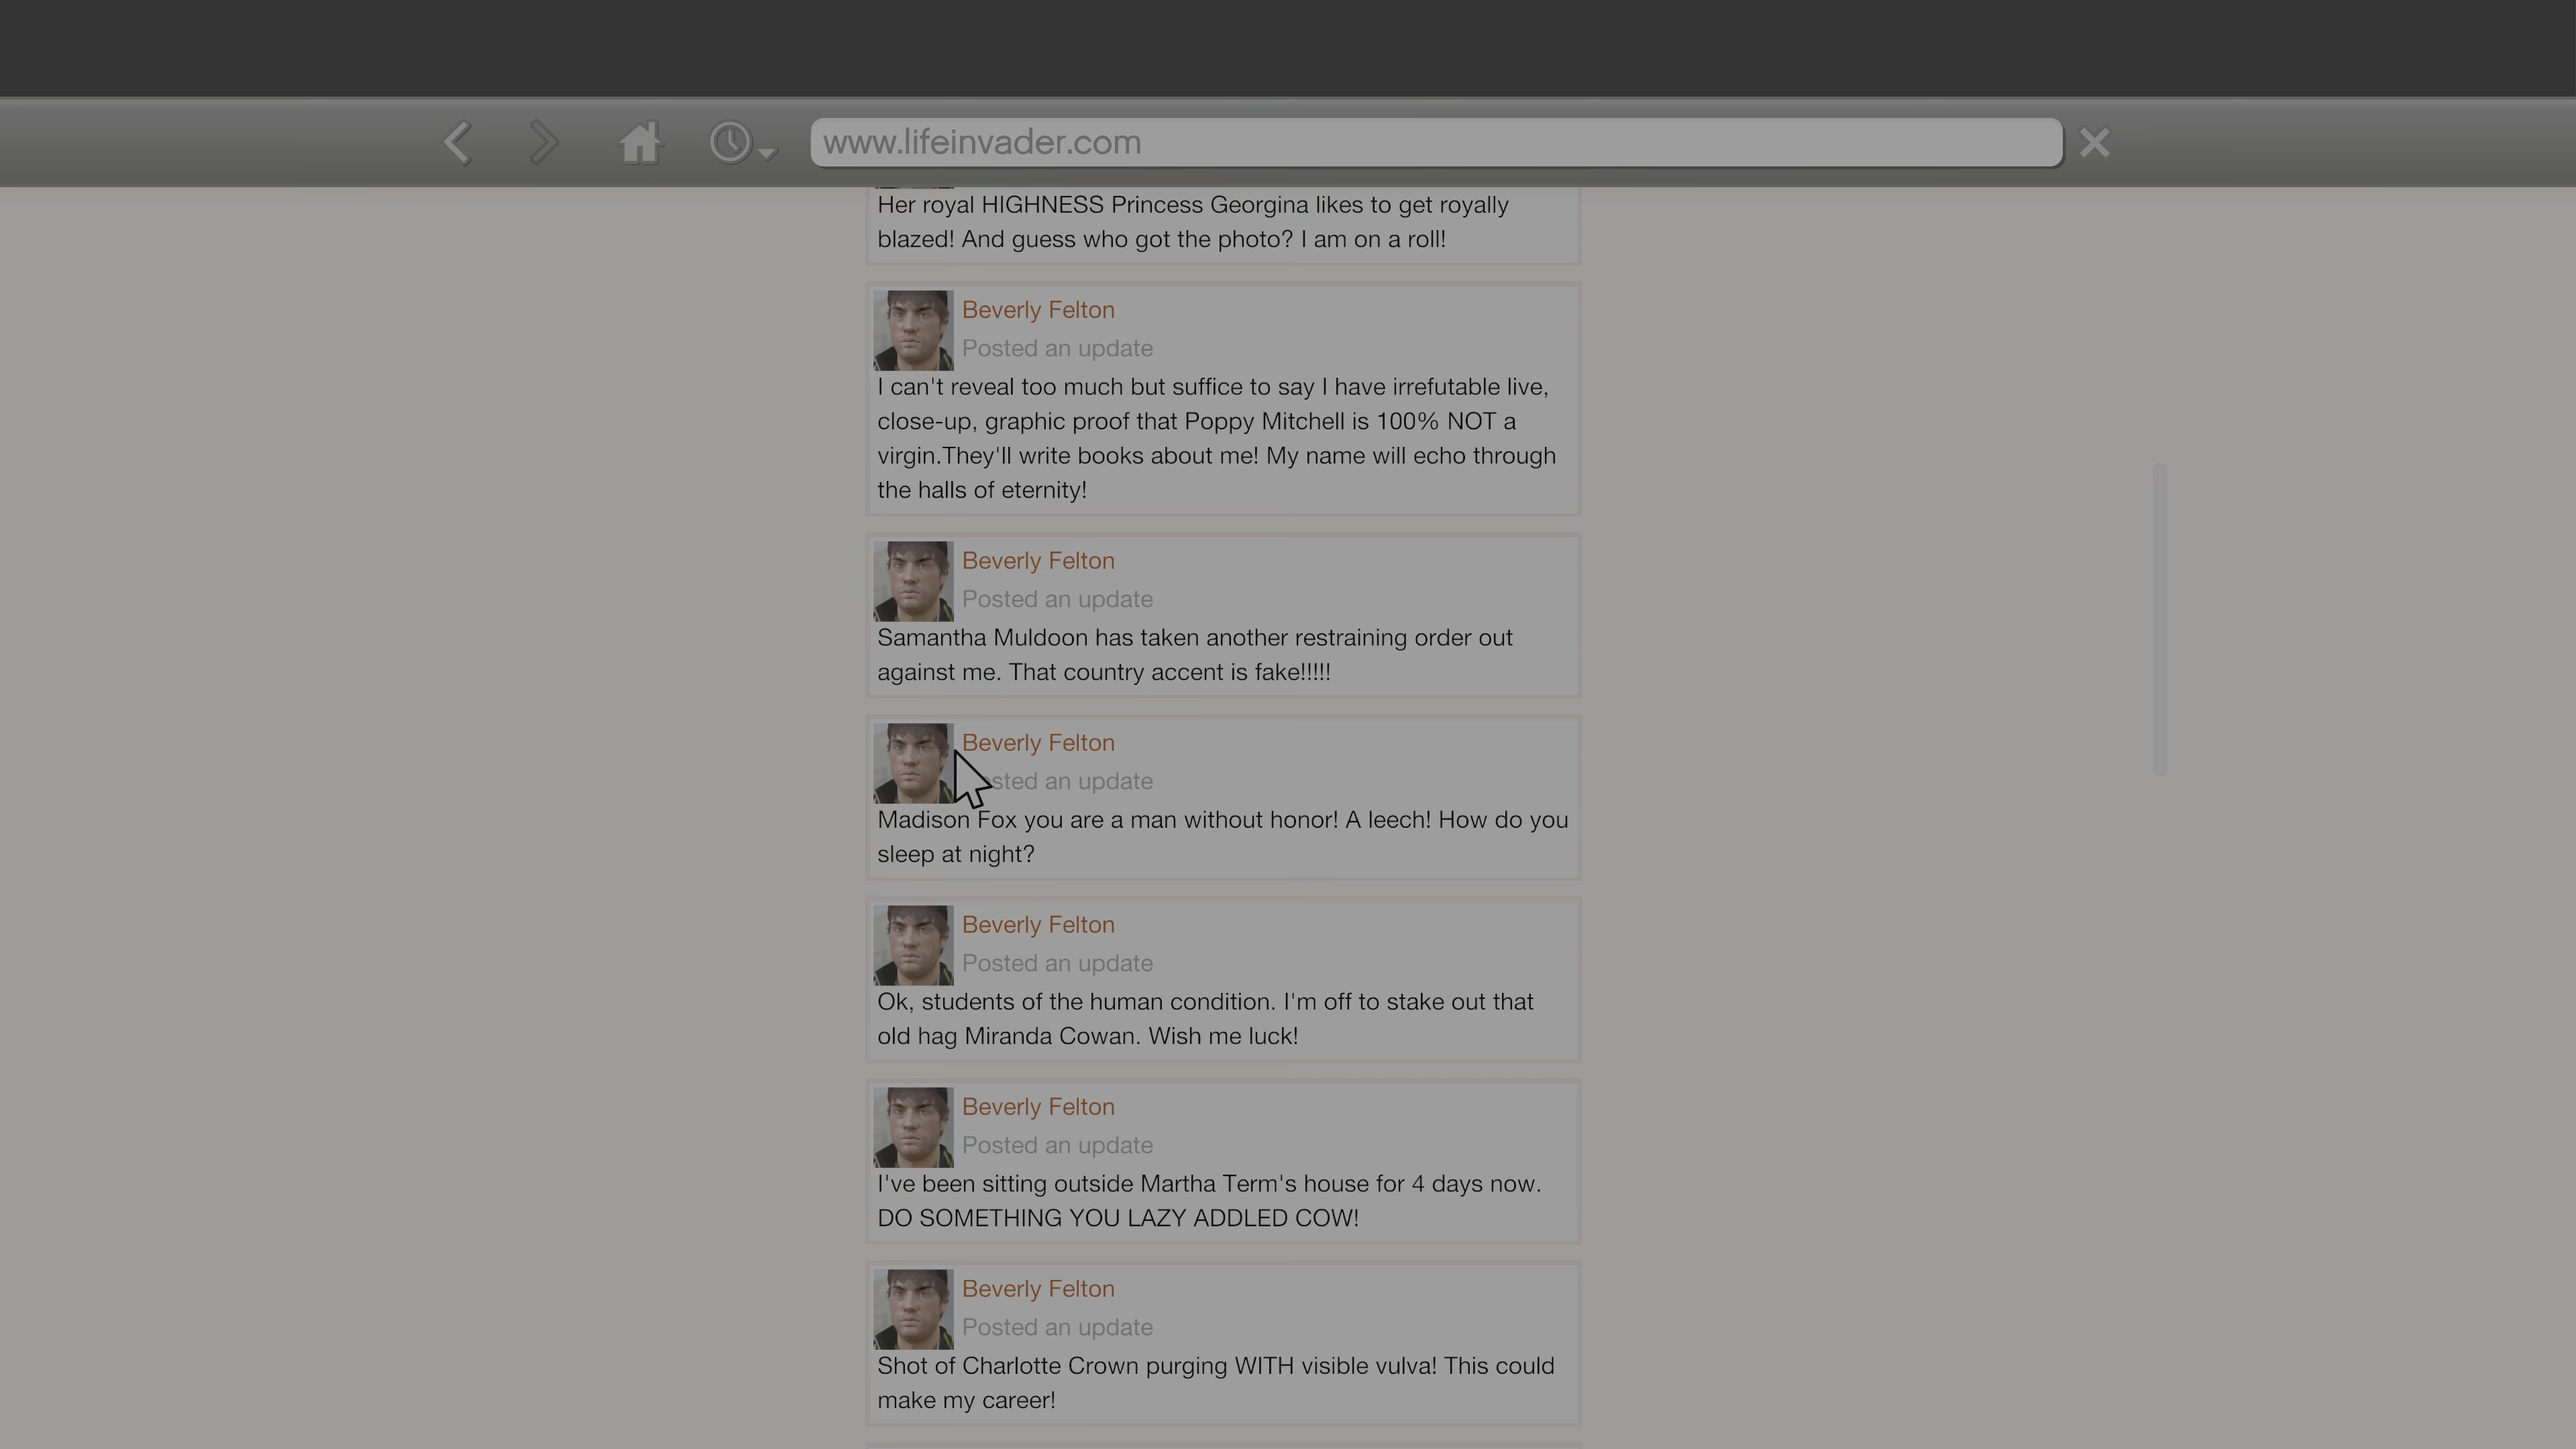 www.lifeinvader.com
Her royal HIGHNESS Princess Georgina likes to get royally
blazed! And guess who got the photo? I am on a roll!
Beverly Felton
Posted an update
I can't reveal too much but suffice to say I have irrefutable live,
close-up, graphic proof that Poppy Mitchell is 100% NOT a
virgin.They'll write books about me! My name will echo through
the halls of eternity!
Beverly Felton
Posted an update
Samantha Muldoon has taken another restraining order out
against me. That country accent is fake!!!!!
Beverly Felton
Posted an update
Madison Fox you are a man without honor! A leech! How do you
sleep at night?
Beverly Felton
Posted an update
Ok, students of the human condition. I'm off to stake out that
old hag Miranda Cowan. Wish me luck!
Beverly Felton
Posted an update
I've been sitting outside Martha Term's house for 4 days now.
DO SOMETHING YOU LAZY ADDLED COW!
Beverly Felton
Posted an update
Shot of Charlotte Crown purging WITH visible vulva! This could
make my career!